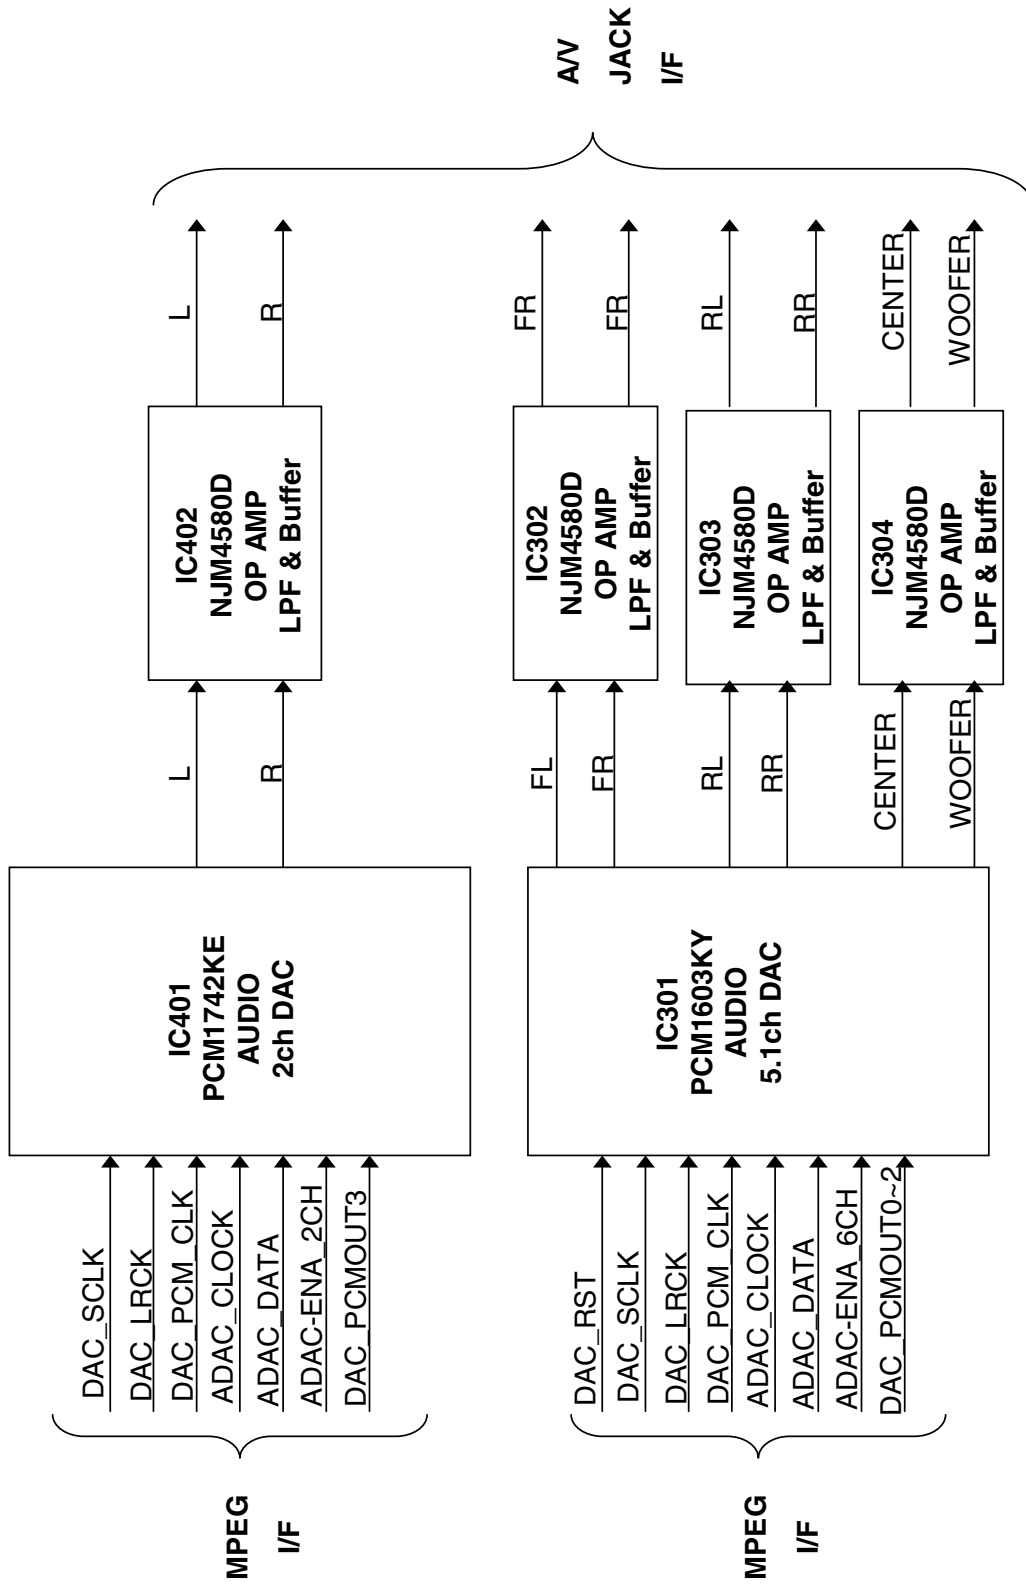 MPEG
I/F
DAC_SCLK
DAC_LRCK
DAC_PCM_CLK
ADAC_CLOCK
ADAC_DATA
ADAC-ENA_2CH
DAC_PCMOUT3
IC401
PCM1742KE
AUDIO
2ch DAC
L
R
IC402
NJM4580D
OP AMP
LPF & Buffer
L
R
MPEG
I/F
DAC_RST
DAC_SCLK
DAC_LRCK
DAC_PCM_CLK
ADAC_CLOCK
ADAC_DATA
ADAC-ENA_6CH
DAC_PCMOUT0~2
IC301
PCM1603KY
AUDIO
5.1ch DAC
FL
FR
RL
RR
CENTER
WOOFER
IC302
NJM4580D
OP AMP
LPF & Buffer
IC303
NJM4580D
OP AMP
LPF & Buffer
IC304
NJM4580D
OP AMP
LPF & Buffer
FR
FR
RL
RR
CENTER
WOOFER
A/V
JACK
I/F